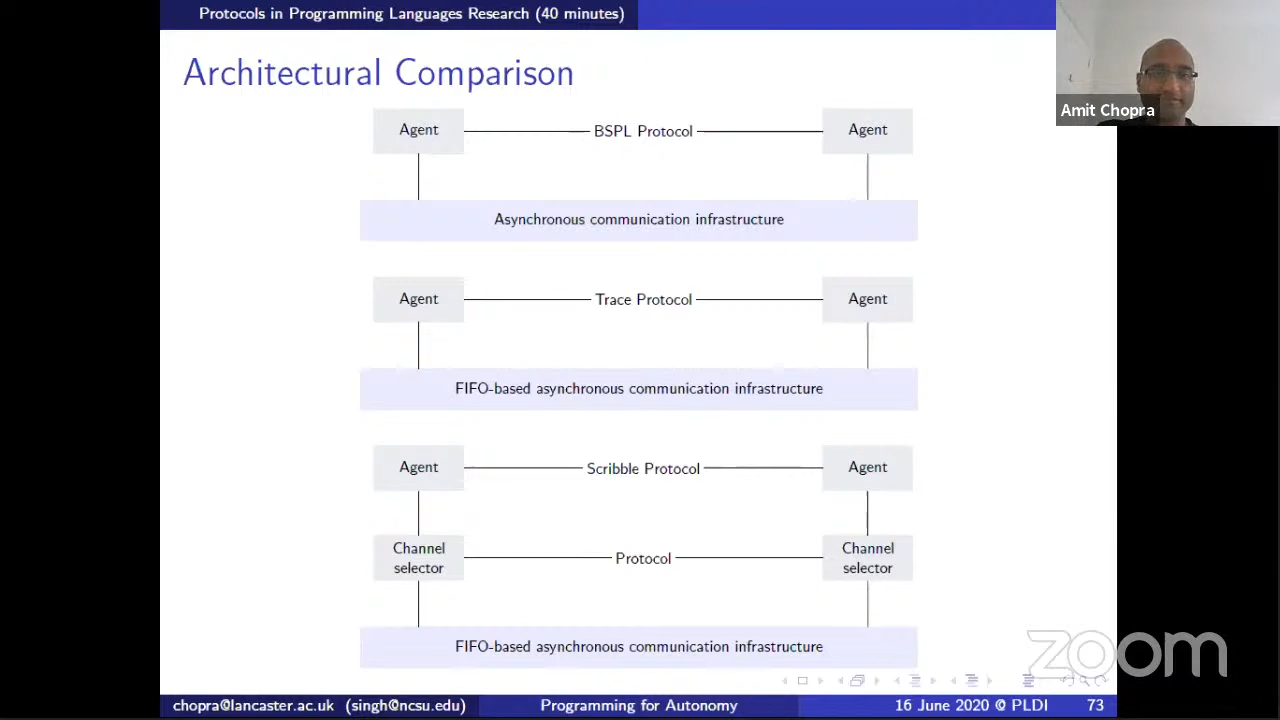 Protocols in Programming Languages Research (40 minutes)
Architectural Comparison
Amit Chopra
Agent BSPL Protocol Agent
Asynchronous communication infrastructure
Agent Trace Protocol Agent
FIFO-based asynchronous communication infrastructure
Agent Scribble Protocol Agent
Channel selector Protocol Channel selector
FIFO-based asynchronous communication infrastructure
zoom
chopra@lancaster.ac.uk (singh@ncsu.edu) Programming for Autonomy 16 June 2020 @ PLDI 73